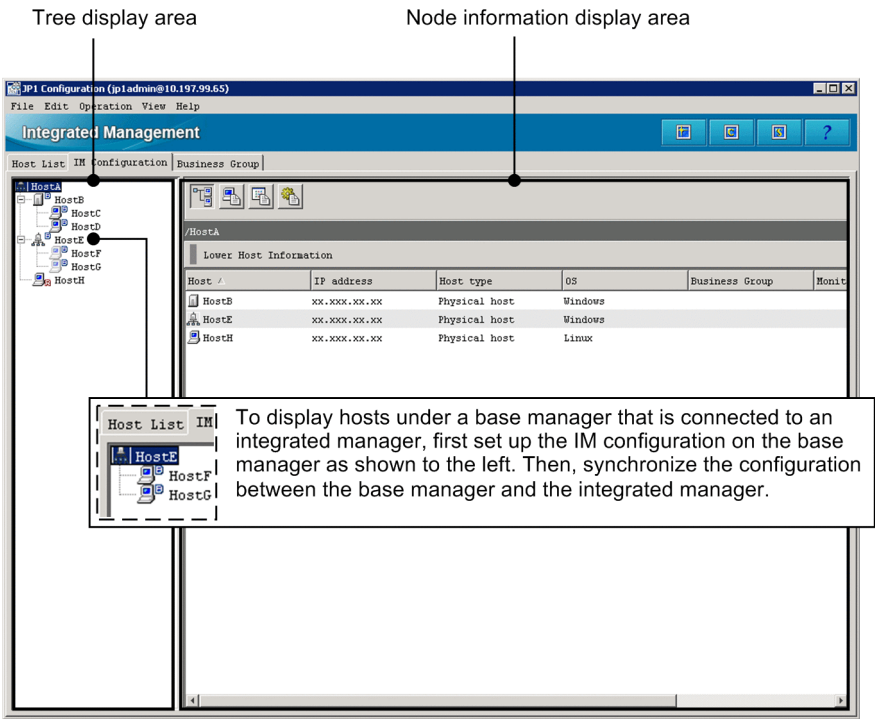 Tree display area
Node information display area
JP1 Configuration (jp1admin@10.197.99.65)
File Edit Operation View Help
Integrated Management
?
Host List IM Configuration Business Group
HostA
HostB
HostC
HostD
HostE
HostF
HostG
HostH
/HostA
Lower Host Information
Host IP address Host type OS Business Group Monit
HostB xx.xxx.xx.xx Physical host Windows
HostE xx.xxx.xx.xx Physical host Windows
HostH xx.xxx.xx.xx Physical host Linux
Host List IM
HostE
HostF
HostG
To display hosts under a base manager that is connected to an
integrated manager, first set up the IM configuration on the base
manager as shown to the left. Then, synchronize the configuration
between the base manager and the integrated manager.